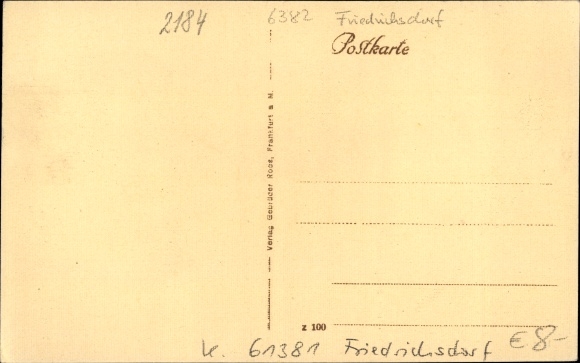 2184 6382 Friedrichsdorf
Postkarte
Verlag Gebrüder Roos, Frankfurt a. M.
z 100
k. 61381 Friedrichsdorf € 8-